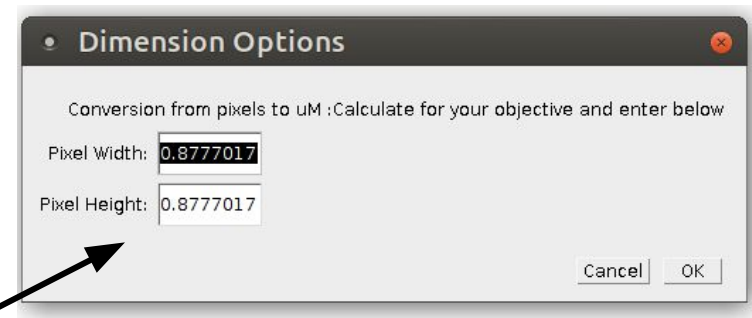 Dimension Options
Conversion from pixels to uM :Calculate for your objective and enter below
Pixel Width: 0.8777017
Pixel Height: 0.8777017
Cancel OK